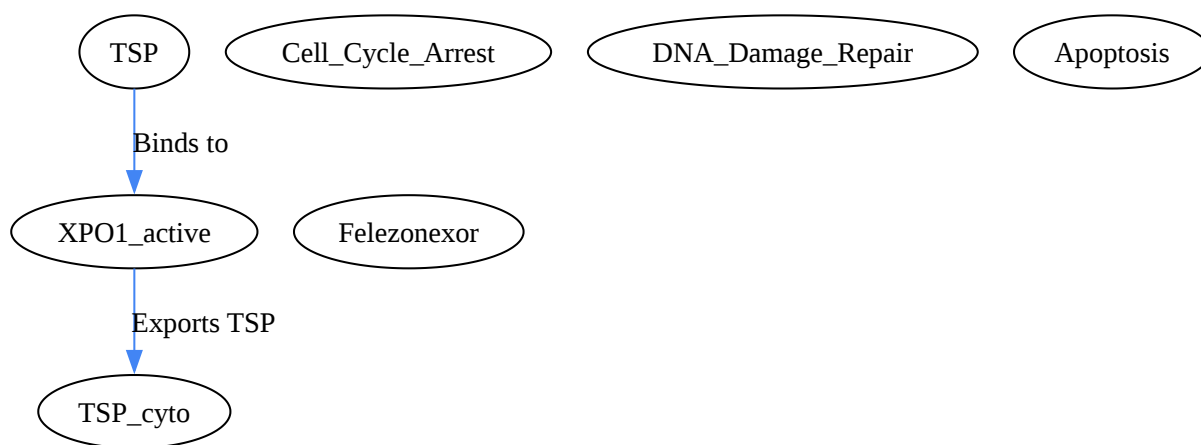 TSP
Cell_Cycle_Arrest
DNA_Damage_Repair
Apoptosis
Binds to
XPO1_active
Felezonexor
Exports TSP
TSP_cyto